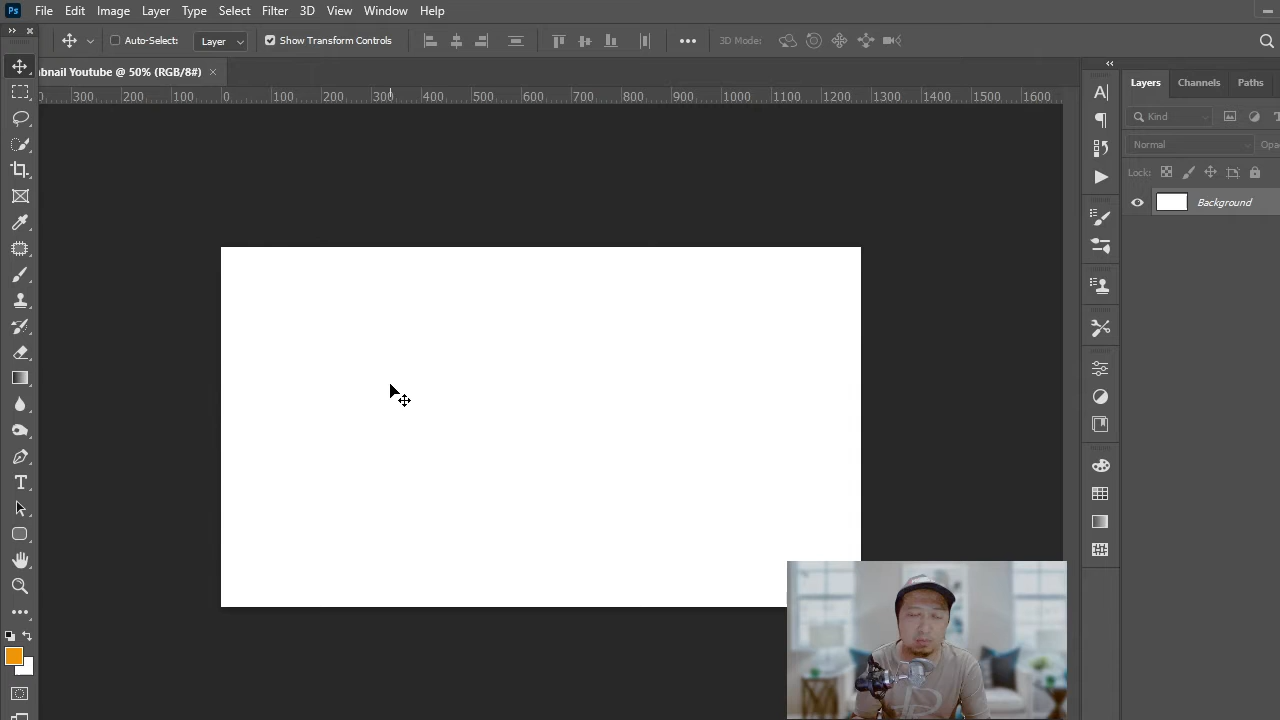 Ps File Edit Image Layer Type Select Filter 3D View Window Help
Auto-Select: Layer Show Transform Controls 3D Mode:
bnail Youtube @ 50% (RGB/8#)
300 200 100 0 100 200 300 400 500 600 700 800 900 1000 1100 1200 1300 1400 1500 1600
Layers Channels Paths
Kind
Normal Opa
Lock:
Background